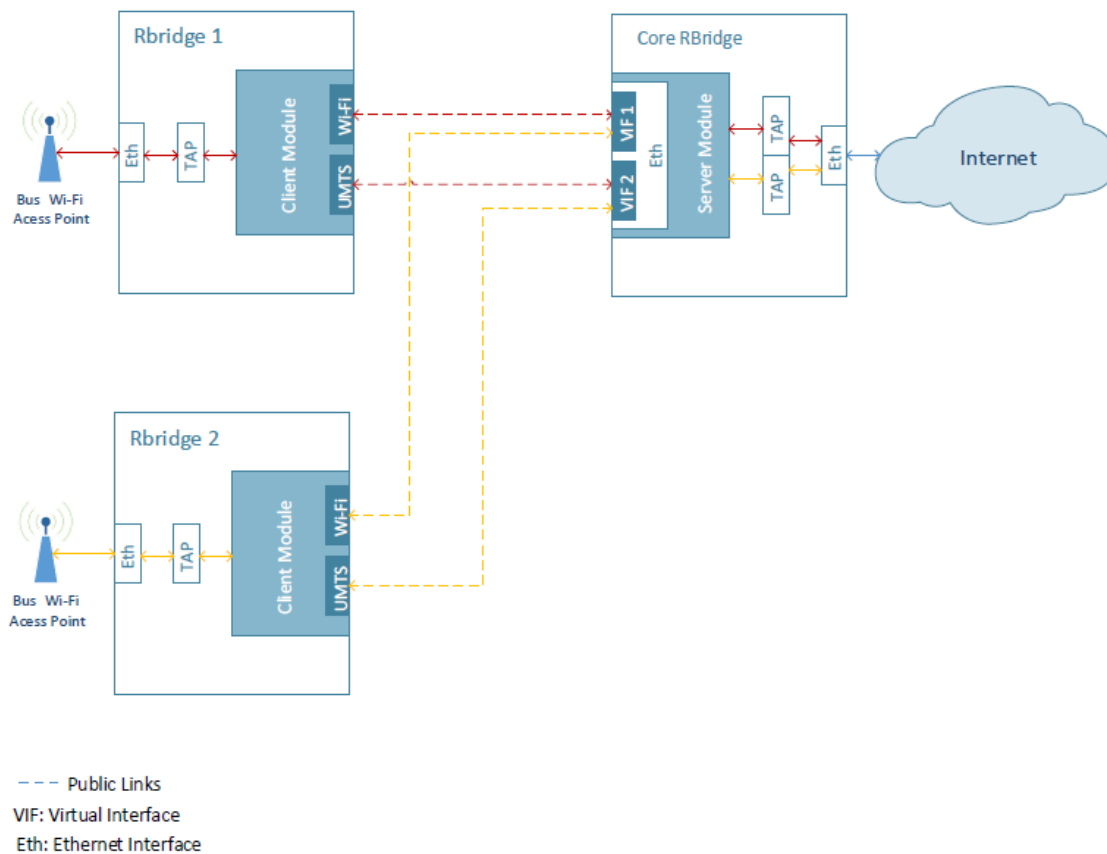 Rbridge 1
Core RBridge
Client Module
Wi-Fi
UMTS
Eth
TAP
Bus Wi-Fi
Acess Point
VIF 1
VIF 2
Eth
Server Module
TAP
TAP
Eth
Internet
Rbridge 2
Client Module
Wi-Fi
UMTS
Eth
TAP
Bus Wi-Fi
Acess Point
Public Links
VIF: Virtual Interface
Eth: Ethernet Interface